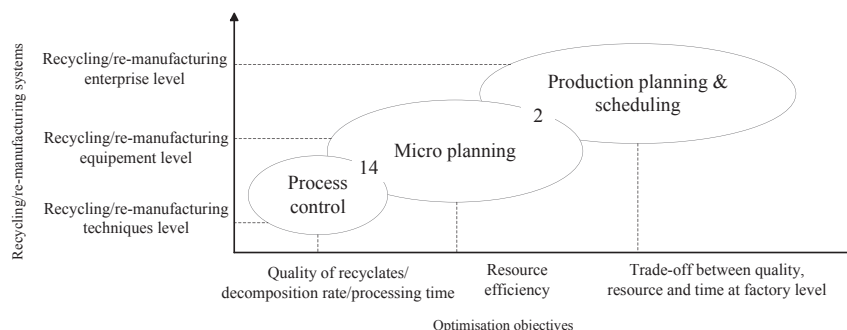 Recycling/re-manufacturing systems
Recycling/re-manufacturing
enterprise level
Recycling/re-manufacturing
equipement level
Recycling/re-manufacturing
techniques level
Production planning &
scheduling
2
Micro planning
14
Process
control
Quality of recyclates/
decomposition rate/processing time
Resource
efficiency
Trade-off between quality,
resource and time at factory level
Optimisation objectives